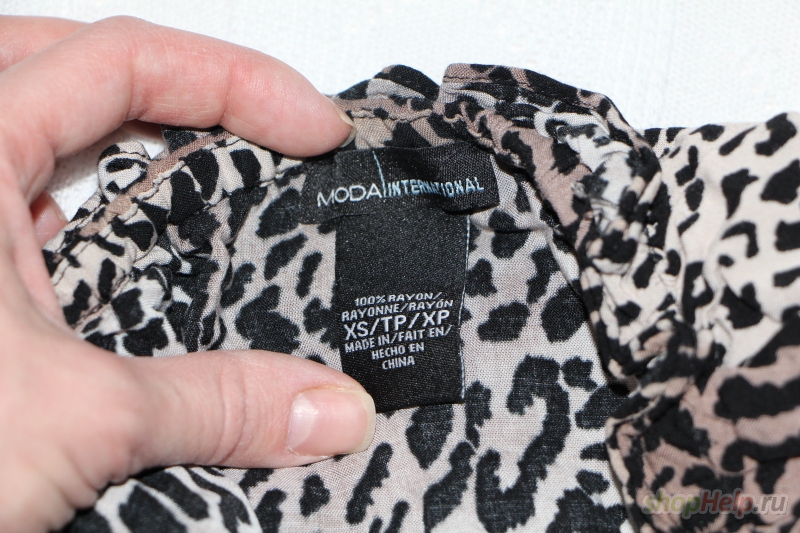 MODA INTERNATIONAL
100% RAYON/
RAYONNE/RAYÓN
XS/TP/XP
MADE IN/FAIT EN/
HECHO EN
CHINA
shopHelp.ru